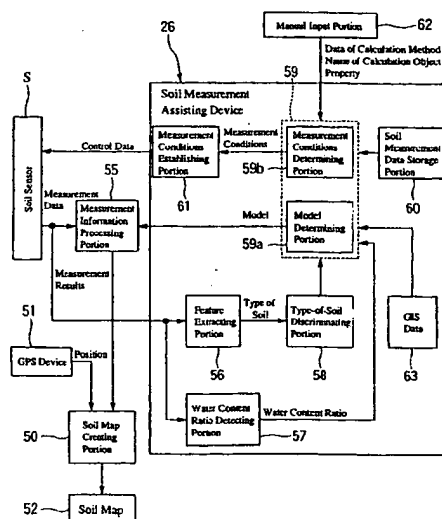 Manual Input Portion
62
26
Data of Calculation Method
Name of Calculation Object
Property
S
Soil Measurement
Assisting Device
59
Soil Sensor
Control Data
Measurement
Conditions
Establishing
Portion
61
Measurement
Conditions
Measurement
Conditions
Determining
Portion
59b
Soil
Measurement
Data Storage
Portion
60
Measurement
Data
55
Measurement
Information
Processing
Portion
Model
Model
Determining
Portion
59a
Measurement
Results
Feature
Extracting
Portion
56
Type of
Soil
Type-of-Soil
Discriminating
Portion
58
GIS
Data
63
51
GPS Device
Position
Water Content
Ratio Detecting
Portion
57
Water Content Ratio
50
Soil Map
Creating
Portion
52
Soil Map